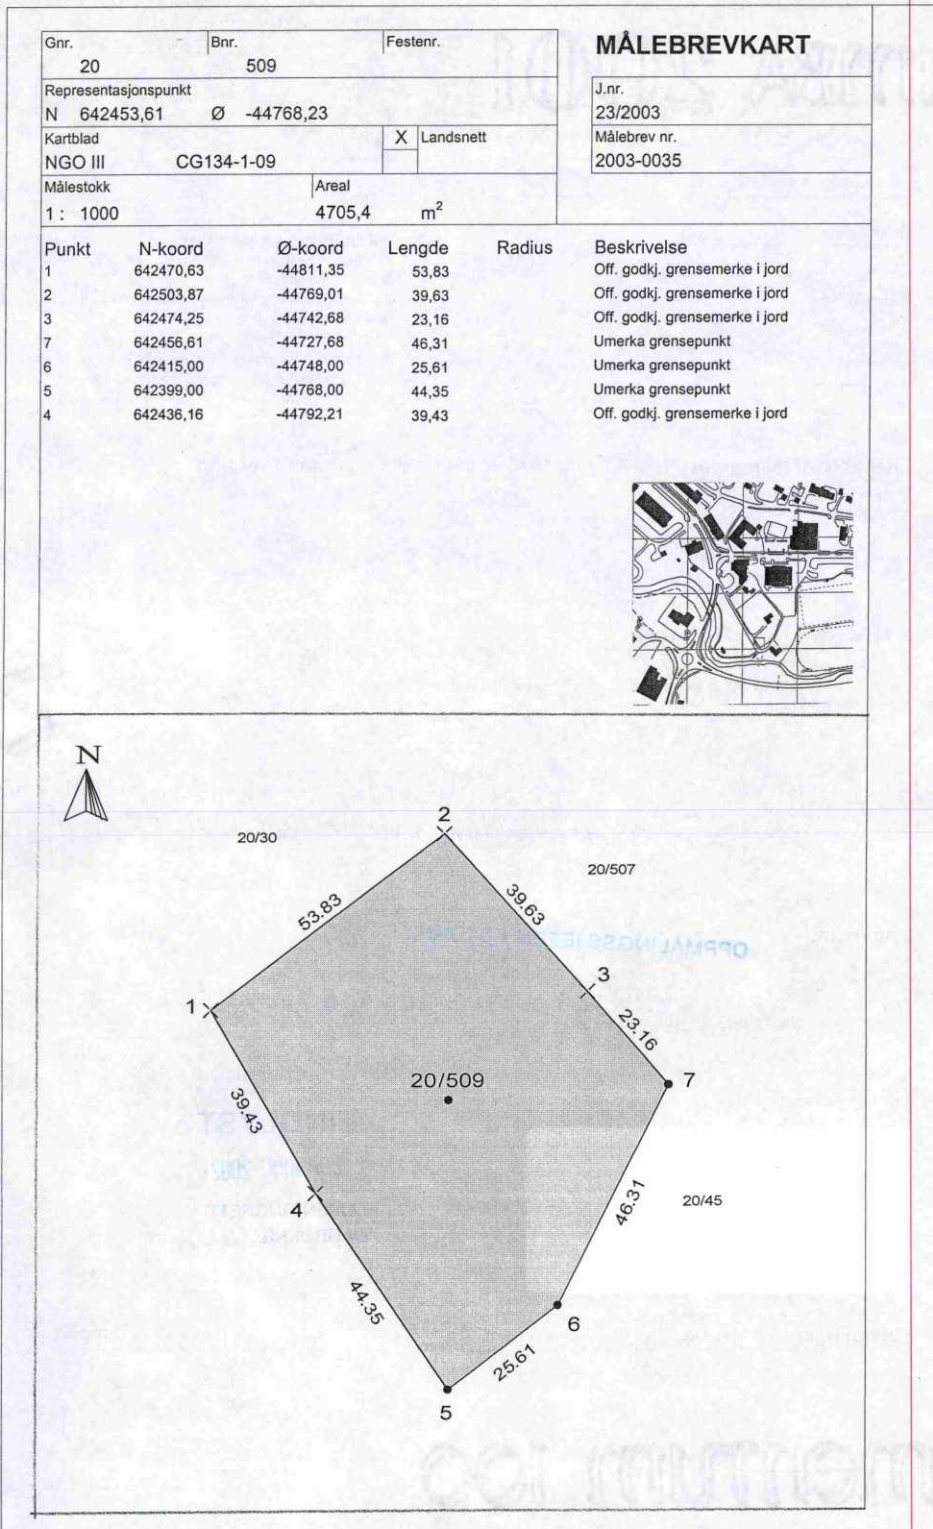 MÅLEBREVKART
Gnr. Bnr. Festenr.
20 509
Representasjonspunkt
N 642453,61 Ø -44768,23
J.nr.
23/2003
Kartblad X Landsnett
NGO III CG134-1-09
Målebrev nr.
2003-0035
Målestokk Areal
1 : 1000 4705,4 m²
Punkt N-koord Ø-koord Lengde Radius Beskrivelse
1 642470,63 -44811,35 53,83 Off. godkj. grensemerke i jord
2 642503,87 -44769,01 39,63 Off. godkj. grensemerke i jord
3 642474,25 -44742,68 23,16 Off. godkj. grensemerke i jord
7 642456,61 -44727,68 46,31 Umerka grensepunkt
6 642415,00 -44748,00 25,61 Umerka grensepunkt
5 642399,00 -44768,00 44,35 Umerka grensepunkt
4 642436,16 -44792,21 39,43 Off. godkj. grensemerke i jord
N
2
20/30
20/507
53.83
39.63
3
1
23.16
7
20/509
39.43
4
46.31
20/45
44.35
6
25.61
5